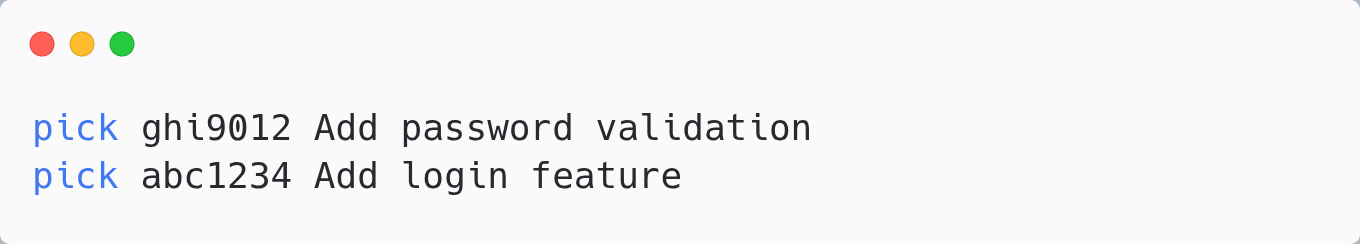 pick ghi9012 Add password validation
pick abc1234 Add login feature